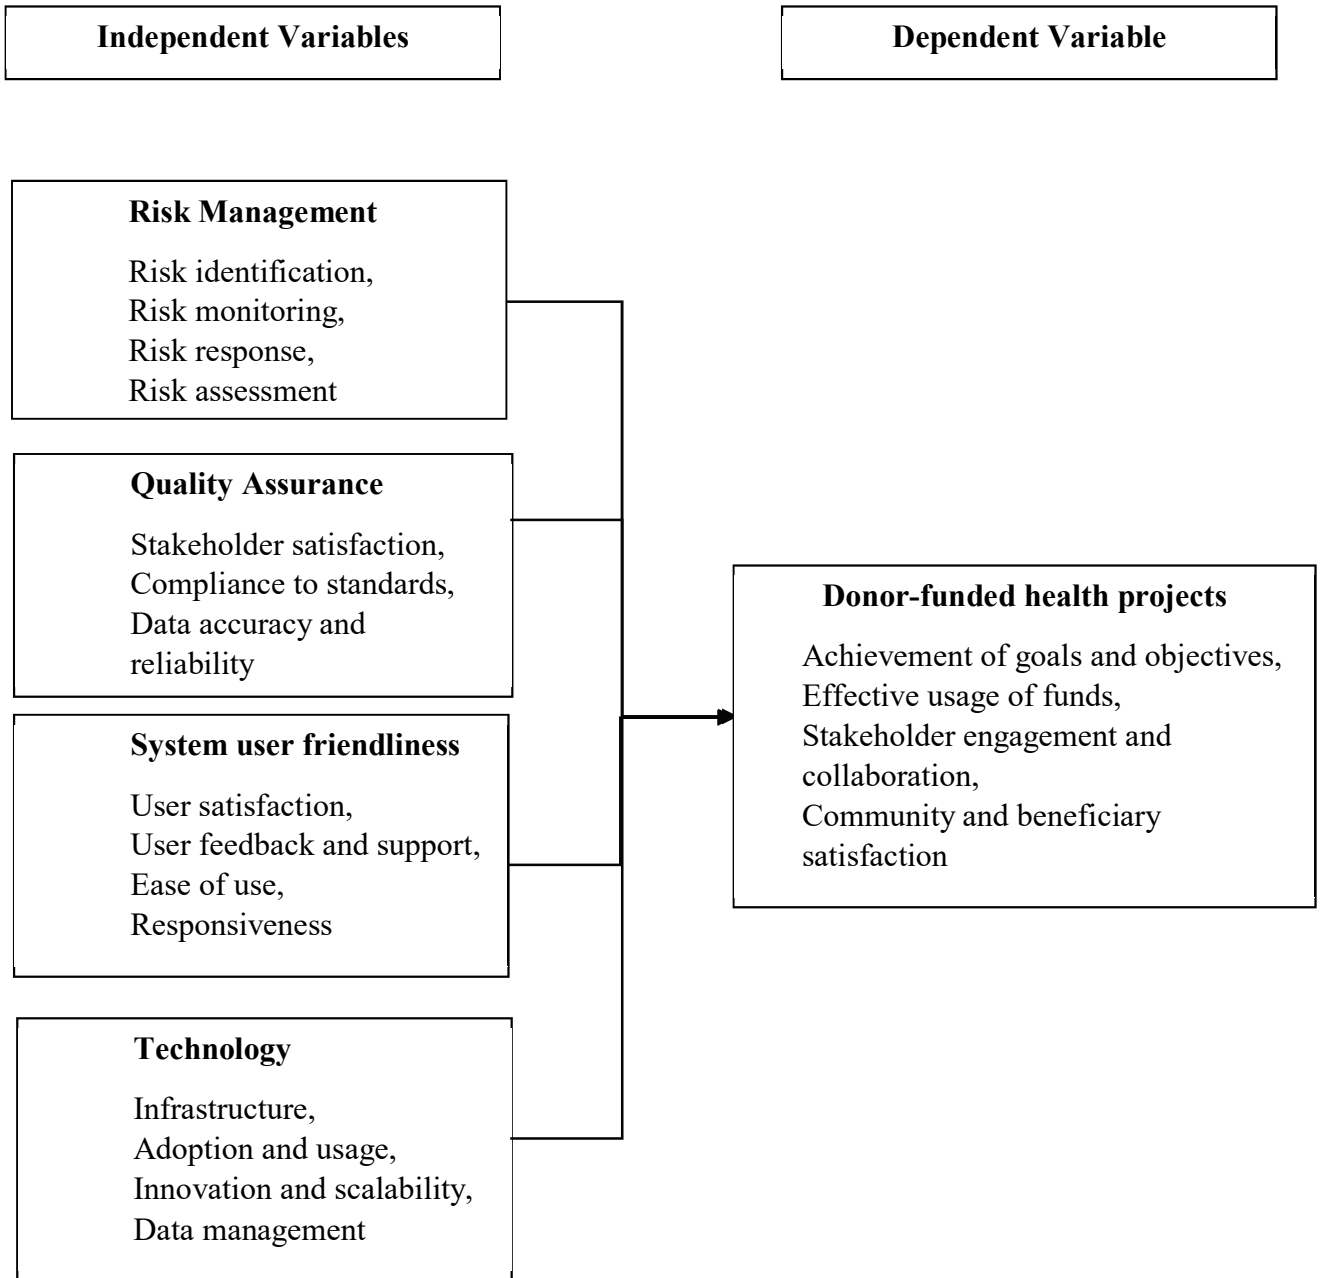 Independent Variables
Dependent Variable
Risk Management
Risk identification,
Risk monitoring,
Risk response,
Risk assessment
Quality Assurance
Stakeholder satisfaction,
Compliance to standards,
Data accuracy and
reliability
System user friendliness
User satisfaction,
User feedback and support,
Ease of use,
Responsiveness
Technology
Infrastructure,
Adoption and usage,
Innovation and scalability,
Data management
Donor-funded health projects
Achievement of goals and objectives,
Effective usage of funds,
Stakeholder engagement and
collaboration,
Community and beneficiary
satisfaction